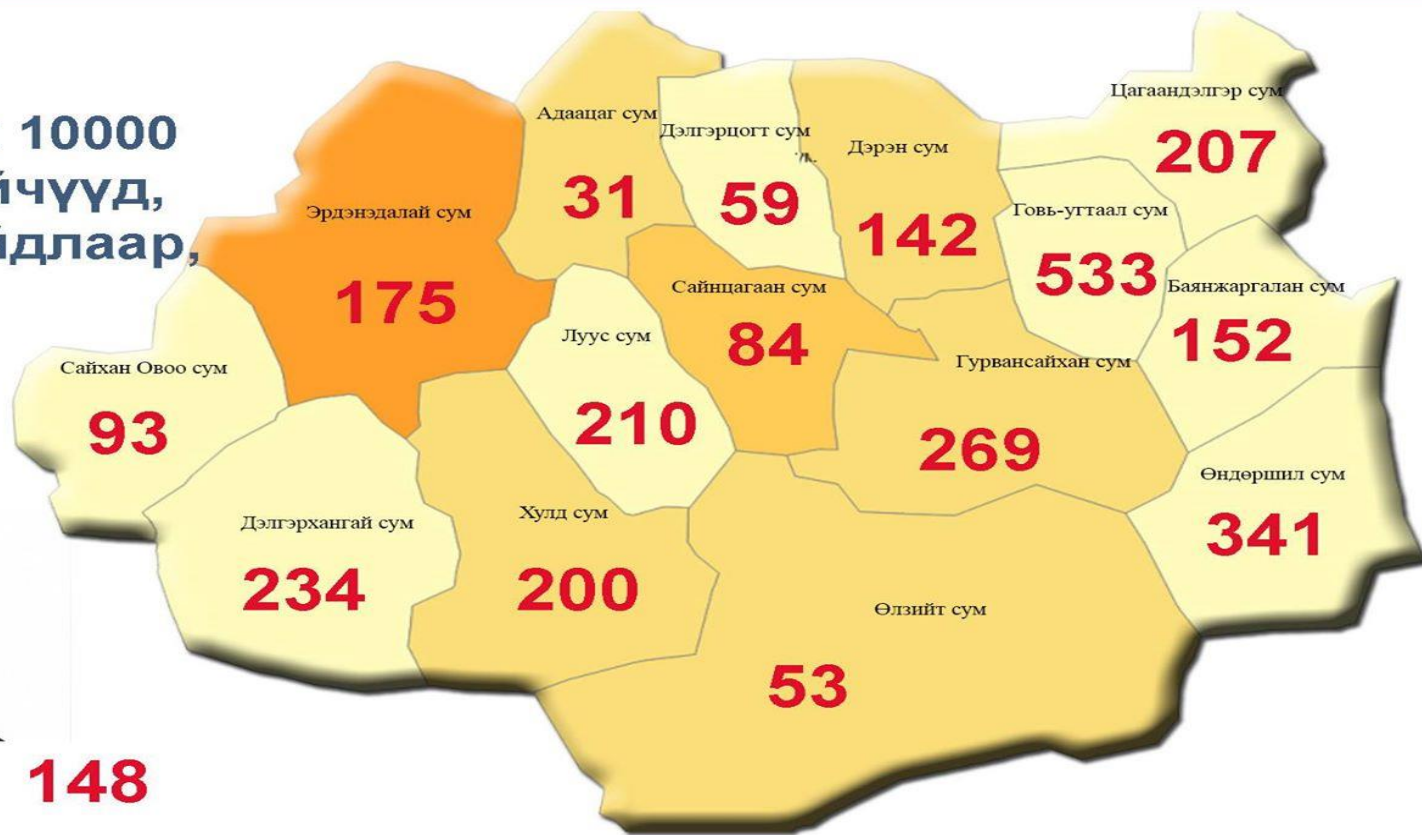 10000
йчүүд,
йдлаар,
Адаацаг сум
31
Дэлгэрцогт сум
59
Дэрэн сум
142
Цагаандэлгэр сум
207
Эрдэнэдалай сум
175
Говь-угтаал сум
533
Сайнцагаан сум
84
Баянжаргалан сум
152
Луус сум
210
Сайхан Овоо сум
93
Гурвансайхан сум
269
Өндөршил сум
341
Дэлгэрхангай сум
234
Хулд сум
200
Өлзийт сум
53
148